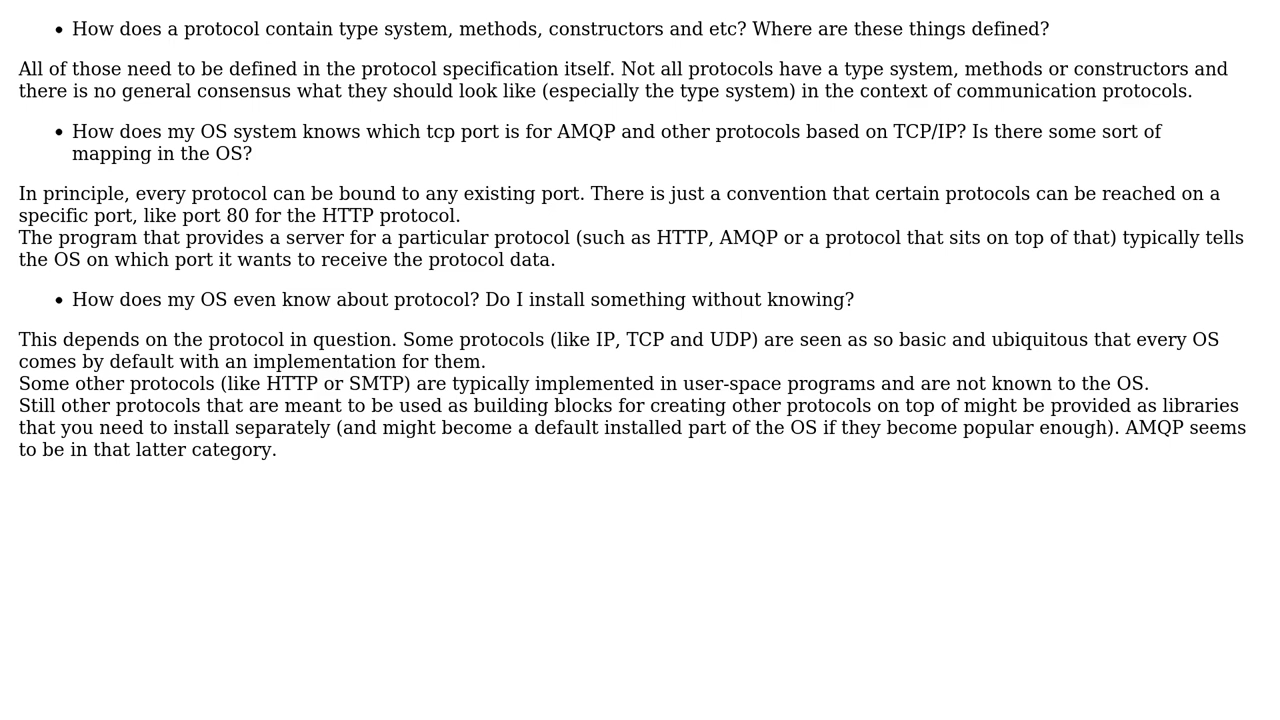 • How does a protocol contain type system, methods, constructors and etc? Where are these things defined?
All of those need to be defined in the protocol specification itself. Not all protocols have a type system, methods or constructors and
there is no general consensus what they should look like (especially the type system) in the context of communication protocols.
• How does my OS system knows which tcp port is for AMQP and other protocols based on TCP/IP? Is there some sort of
mapping in the OS?
In principle, every protocol can be bound to any existing port. There is just a convention that certain protocols can be reached on a
specific port, like port 80 for the HTTP protocol.
The program that provides a server for a particular protocol (such as HTTP, AMQP or a protocol that sits on top of that) typically tells
the OS on which port it wants to receive the protocol data.
• How does my OS even know about protocol? Do I install something without knowing?
This depends on the protocol in question. Some protocols (like IP, TCP and UDP) are seen as so basic and ubiquitous that every OS
comes by default with an implementation for them.
Some other protocols (like HTTP or SMTP) are typically implemented in user-space programs and are not known to the OS.
Still other protocols that are meant to be used as building blocks for creating other protocols on top of might be provided as libraries
that you need to install separately (and might become a default installed part of the OS if they become popular enough). AMQP seems
to be in that latter category.